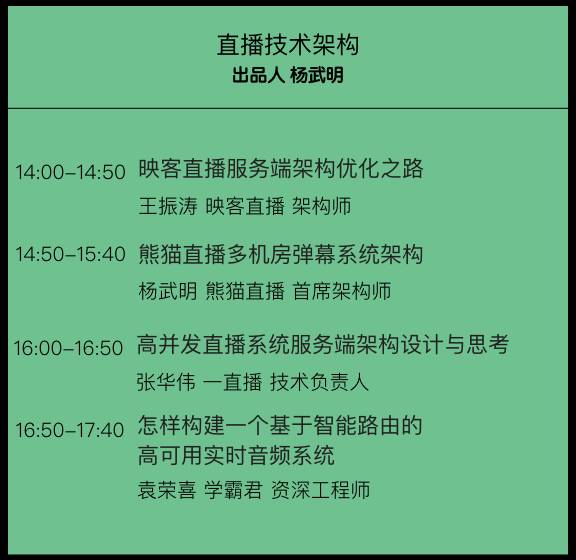 直播技术架构
出品人 杨武明
14:00-14:50 映客直播服务端架构优化之路
王振涛 映客直播 架构师
14:50-15:40 熊猫直播多机房弹幕系统架构
杨武明 熊猫直播 首席架构师
16:00-16:50 高并发直播系统服务端架构设计与思考
张华伟 一直播 技术负责人
16:50-17:40 怎样构建一个基于智能路由的
高可用实时音频系统
袁荣喜 学霸君 资深工程师